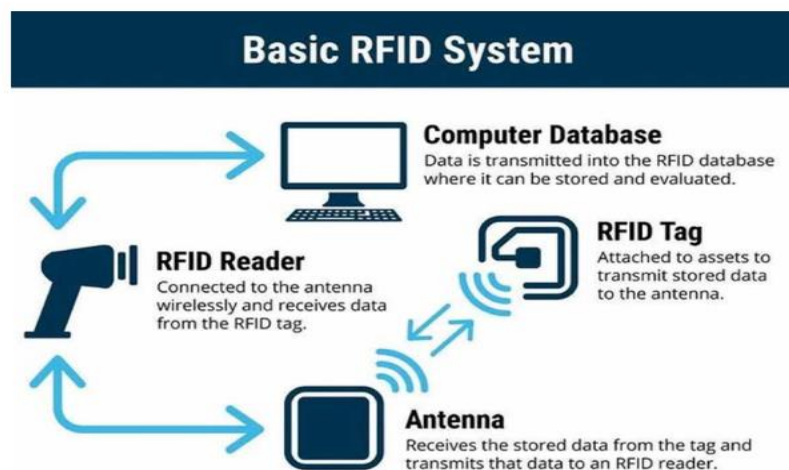 Basic RFID System
Computer Database
Data is transmitted into the RFID database
where it can be stored and evaluated.
RFID Tag
Attached to assets to
transmit stored data
to the antenna.
RFID Reader
Connected to the antenna
wirelessly and receives data
from the RFID tag.
Antenna
Receives the stored data from the tag and
transmits that data to an RFID reader.